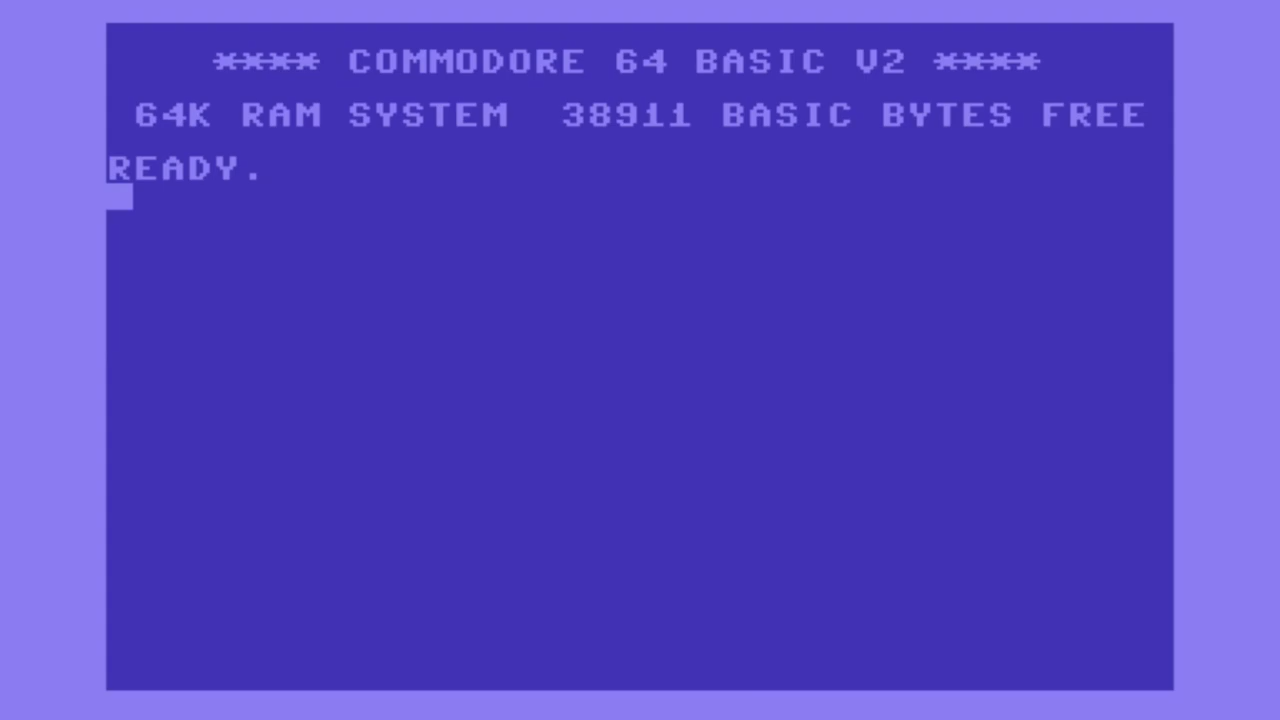 **** COMMODORE 64 BASIC V2 ****
64K RAM SYSTEM  38911 BASIC BYTES FREE
READY.